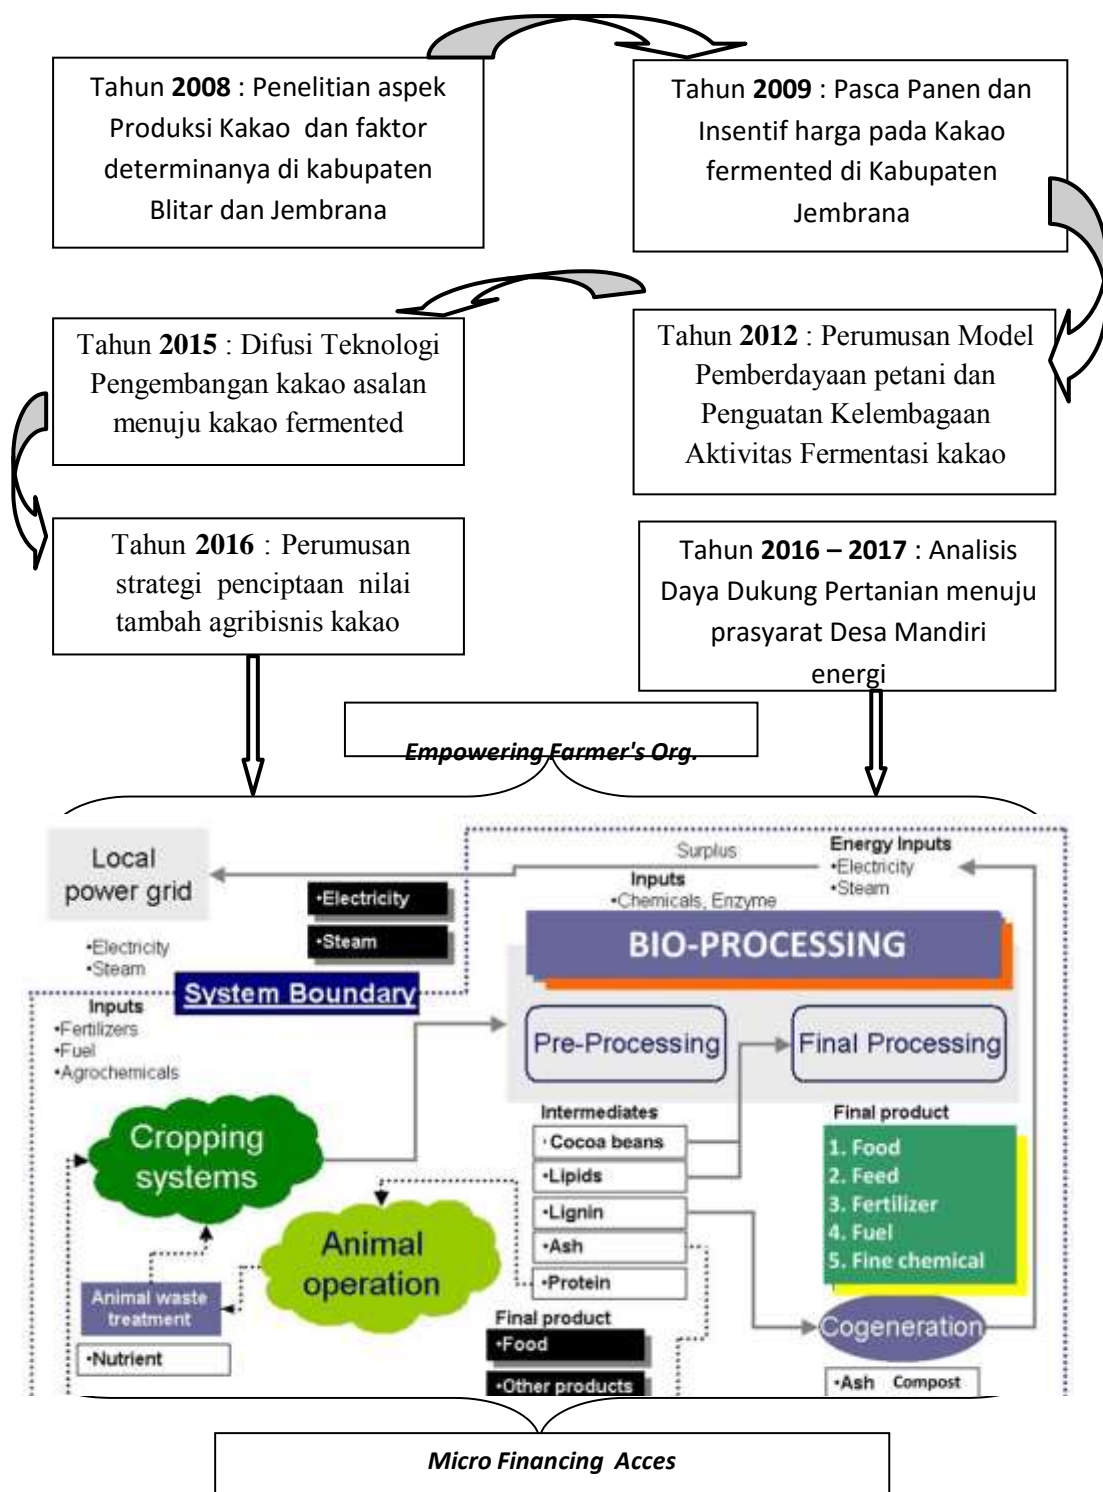 Tahun 2008 : Penelitian aspek
Produksi Kakao dan faktor
determinanya di kabupaten
Blitar dan Jembrana
Tahun 2009 : Pasca Panen dan
Insentif harga pada Kakao
fermented di Kabupaten
Jembrana
Tahun 2015 : Difusi Teknologi
Pengembangan kakao asalan
menuju kakao fermented
Tahun 2012 : Perumusan Model
Pemberdayaan petani dan
Penguatan Kelembagaan
Aktivitas Fermentasi kakao
Tahun 2016 : Perumusan
strategi penciptaan nilai
tambah agribisnis kakao
Tahun 2016 – 2017 : Analisis
Daya Dukung Pertanian menuju
prasyarat Desa Mandiri
energi
Empowering Farmer's Org.
Local
power grid
Surplus
Energy Inputs
•Electricity
•Steam
Inputs
•Chemicals, Enzyme
•Electricity
•Steam
•Electricity
•Steam
BIO-PROCESSING
System Boundary
Inputs
•Fertilizers
•Fuel
•Agrochemicals
Pre-Processing
Final Processing
Cropping
systems
Intermediates
•Cocoa beans
•Lipids
•Lignin
•Ash
•Protein
Final product
1. Food
2. Feed
3. Fertilizer
4. Fuel
5. Fine chemical
Animal
operation
Animal waste
treatment
•Nutrient
Final product
•Food
•Other products
Cogeneration
•Ash Compost
Micro Financing Acces